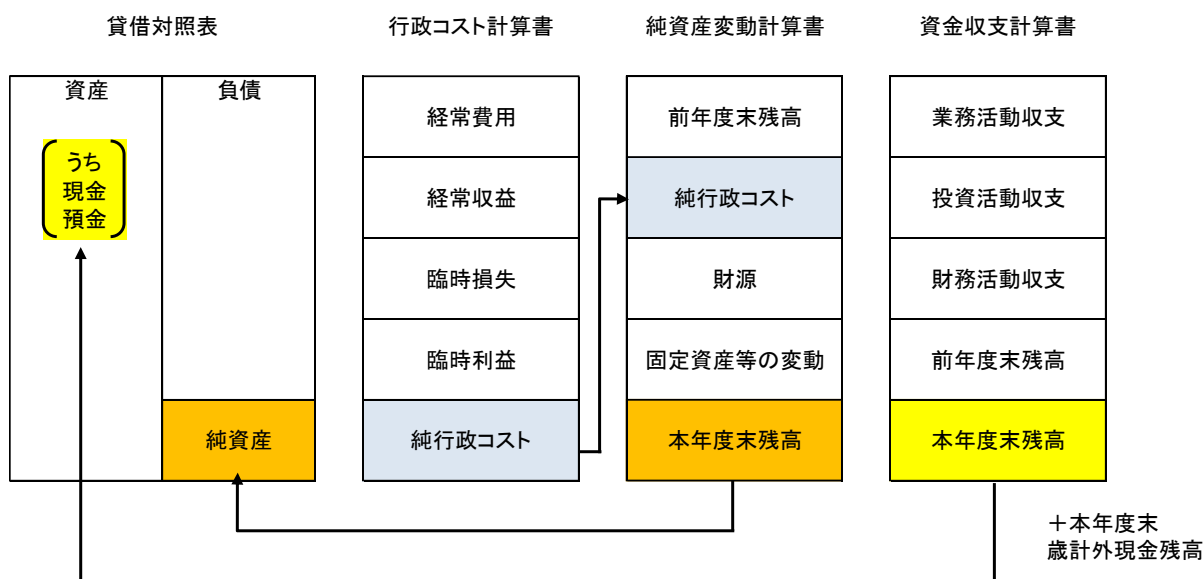 貸借対照表
行政コスト計算書
純資産変動計算書
資金収支計算書
資産
負債
うち
現金
預金
純資産
経常費用
経常収益
臨時損失
臨時利益
純行政コスト
前年度末残高
純行政コスト
財源
固定資産等の変動
本年度末残高
業務活動収支
投資活動収支
財務活動収支
前年度末残高
本年度末残高
＋本年度末
歳計外現金残高